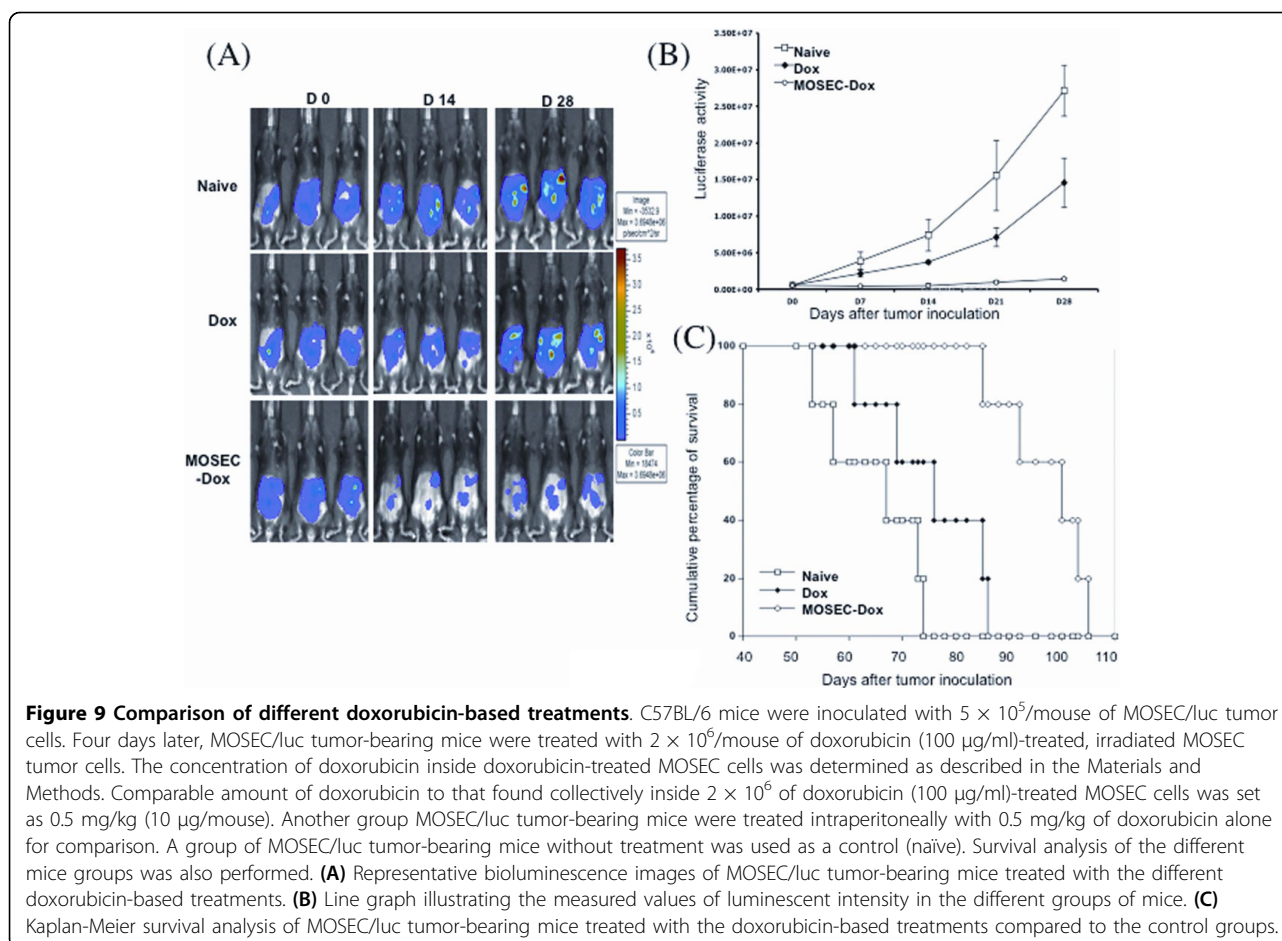 (A)
D 0 D 14 D 28
Naive
Dox
MOSEC
-Dox
Image
Min = -3532.9
Max = 3.6948e+06
p/sec/cm^2/sr
3.5
3.0
2.5
2.0
1.5
1.0
0.5
Color Bar
Min = 18474
Max = 3.6948e+06
(B)
Luciferase activity
3.50E+07
3.00E+07
2.50E+07
2.00E+07
1.50E+07
1.00E+07
5.00E+06
0.00E+00
Naive
Dox
MOSEC-Dox
D0 D7 D14 D21 D28
Days after tumor inoculation
(C)
Cumulative percentage of survival
100
80
60
40
20
0
Naive
Dox
MOSEC-Dox
40 50 60 70 80 90 100 110
Days after tumor inoculation
Figure 9 Comparison of different doxorubicin-based treatments. C57BL/6 mice were inoculated with 5 × 10⁵/mouse of MOSEC/luc tumor
cells. Four days later, MOSEC/luc tumor-bearing mice were treated with 2 × 10⁶/mouse of doxorubicin (100 μg/ml)-treated, irradiated MOSEC
tumor cells. The concentration of doxorubicin inside doxorubicin-treated MOSEC cells was determined as described in the Materials and
Methods. Comparable amount of doxorubicin to that found collectively inside 2 × 10⁶ of doxorubicin (100 μg/ml)-treated MOSEC cells was set
as 0.5 mg/kg (10 μg/mouse). Another group MOSEC/luc tumor-bearing mice were treated intraperitoneally with 0.5 mg/kg of doxorubicin alone
for comparison. A group of MOSEC/luc tumor-bearing mice without treatment was used as a control (naïve). Survival analysis of the different
mice groups was also performed. (A) Representative bioluminescence images of MOSEC/luc tumor-bearing mice treated with the different
doxorubicin-based treatments. (B) Line graph illustrating the measured values of luminescent intensity in the different groups of mice. (C)
Kaplan-Meier survival analysis of MOSEC/luc tumor-bearing mice treated with the doxorubicin-based treatments compared to the control groups.